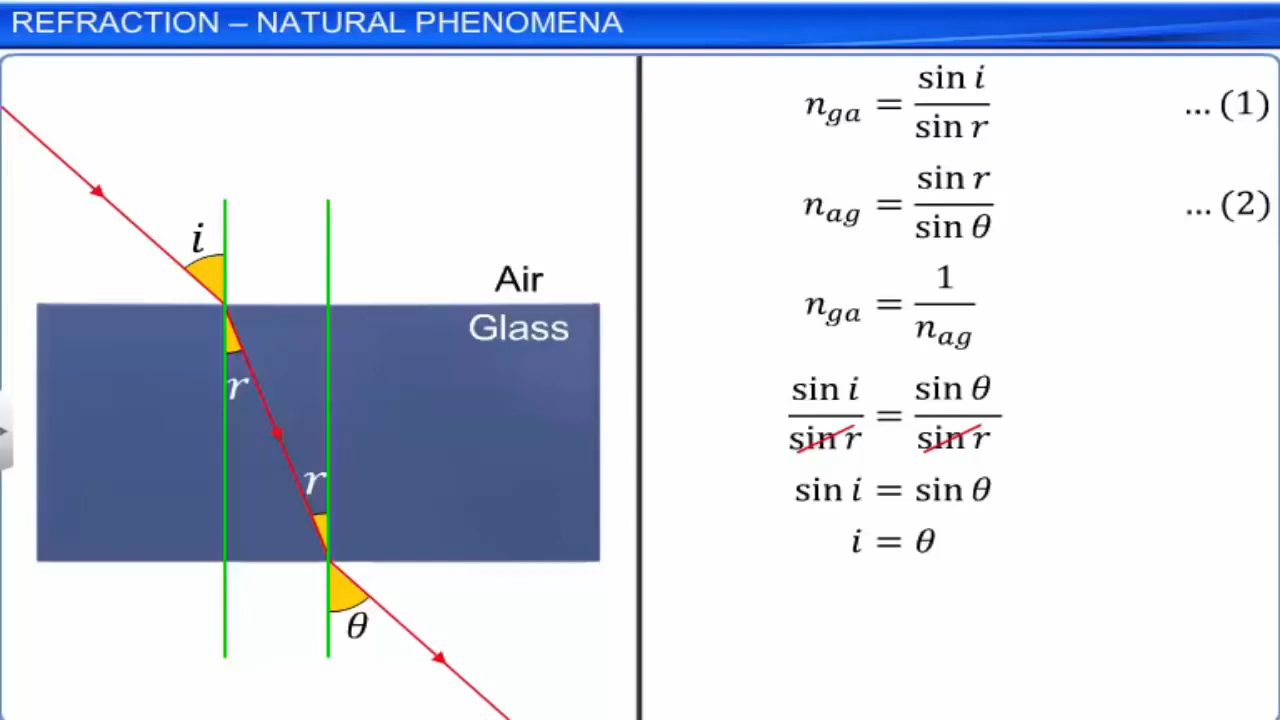 REFRACTION – NATURAL PHENOMENA
i
Air
Glass
r
r
θ
n_ga = sin i / sin r ... (1)
n_ag = sin r / sin θ ... (2)
n_ga = 1 / n_ag
sin i / sin r = sin θ / sin r
sin i = sin θ
i = θ